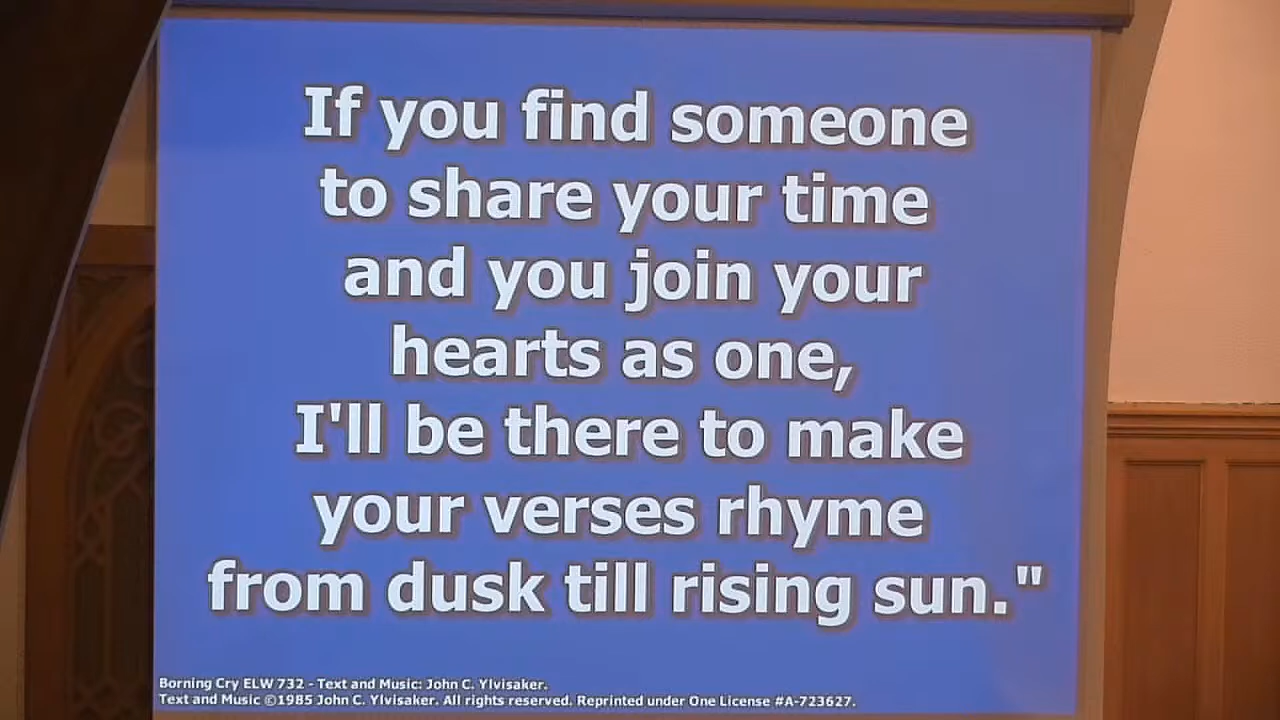 If you find someone
to share your time
and you join your
hearts as one,
I'll be there to make
your verses rhyme
from dusk till rising sun."
Borning Cry ELW 732 - Text and Music: John C. Ylvisaker.
Text and Music ©1985 John C. Ylvisaker. All rights reserved. Reprinted under One License #A-723627.